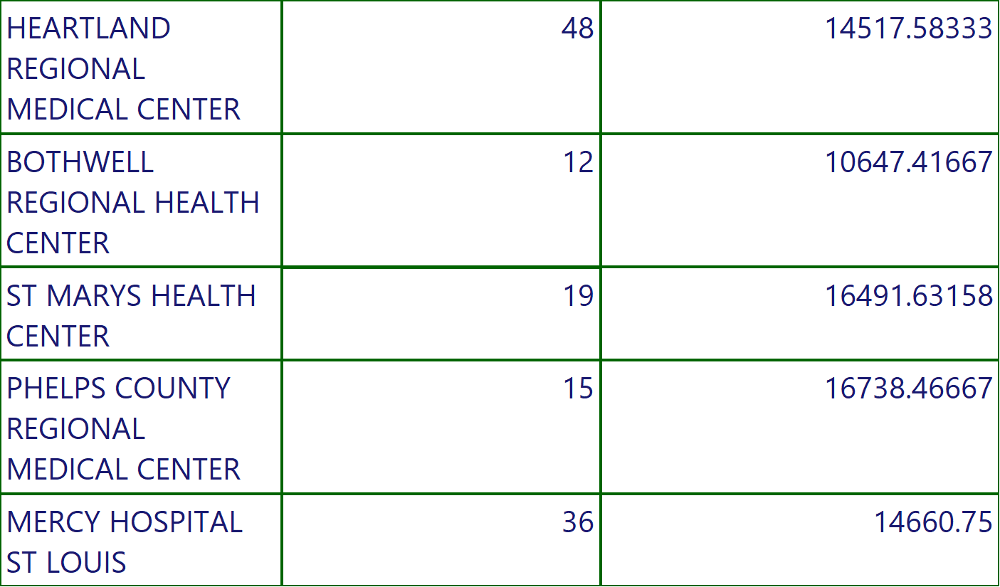 HEARTLAND 48 14517.58333
REGIONAL
MEDICAL CENTER
BOTHWELL 12 10647.41667
REGIONAL HEALTH
CENTER
ST MARYS HEALTH 19 16491.63158
CENTER
PHELPS COUNTY 15 16738.46667
REGIONAL
MEDICAL CENTER
MERCY HOSPITAL 36 14660.75
ST LOUIS